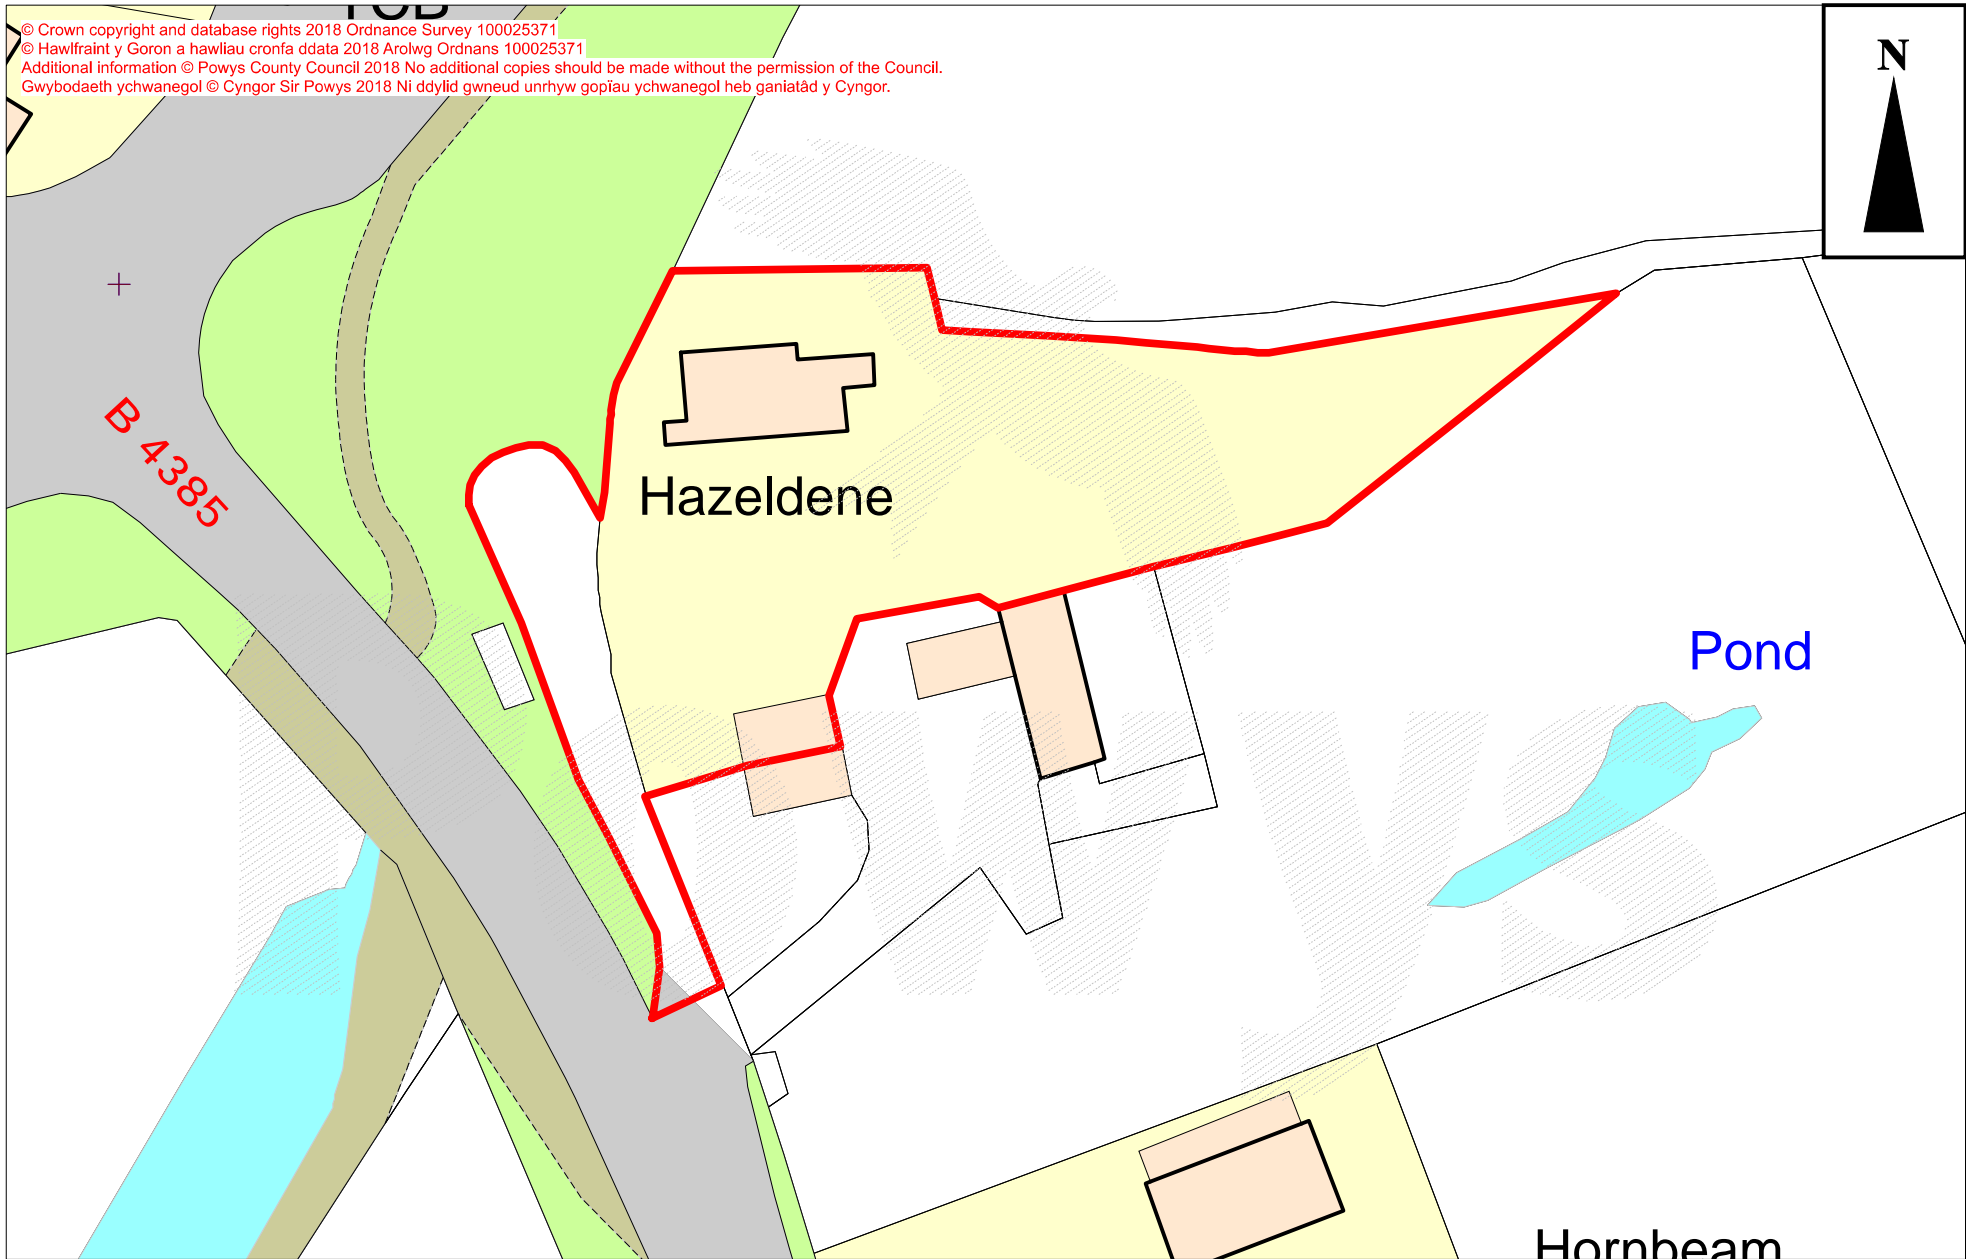 TCB
© Crown copyright and database rights 2018 Ordnance Survey 100025371
© Hawlfraint y Goron a hawliau cronfa ddata 2018 Arolwg Ordnans 100025371
Additional information © Powys County Council 2018 No additional copies should be made without the permission of the Council.
Gwybodaeth ychwanegol © Cyngor Sir Powys 2018 Ni ddylid gwneud unrhyw gopïau ychwanegol heb ganiatâd y Cyngor.
N
B 4385
Hazeldene
Pond
Hornbeam